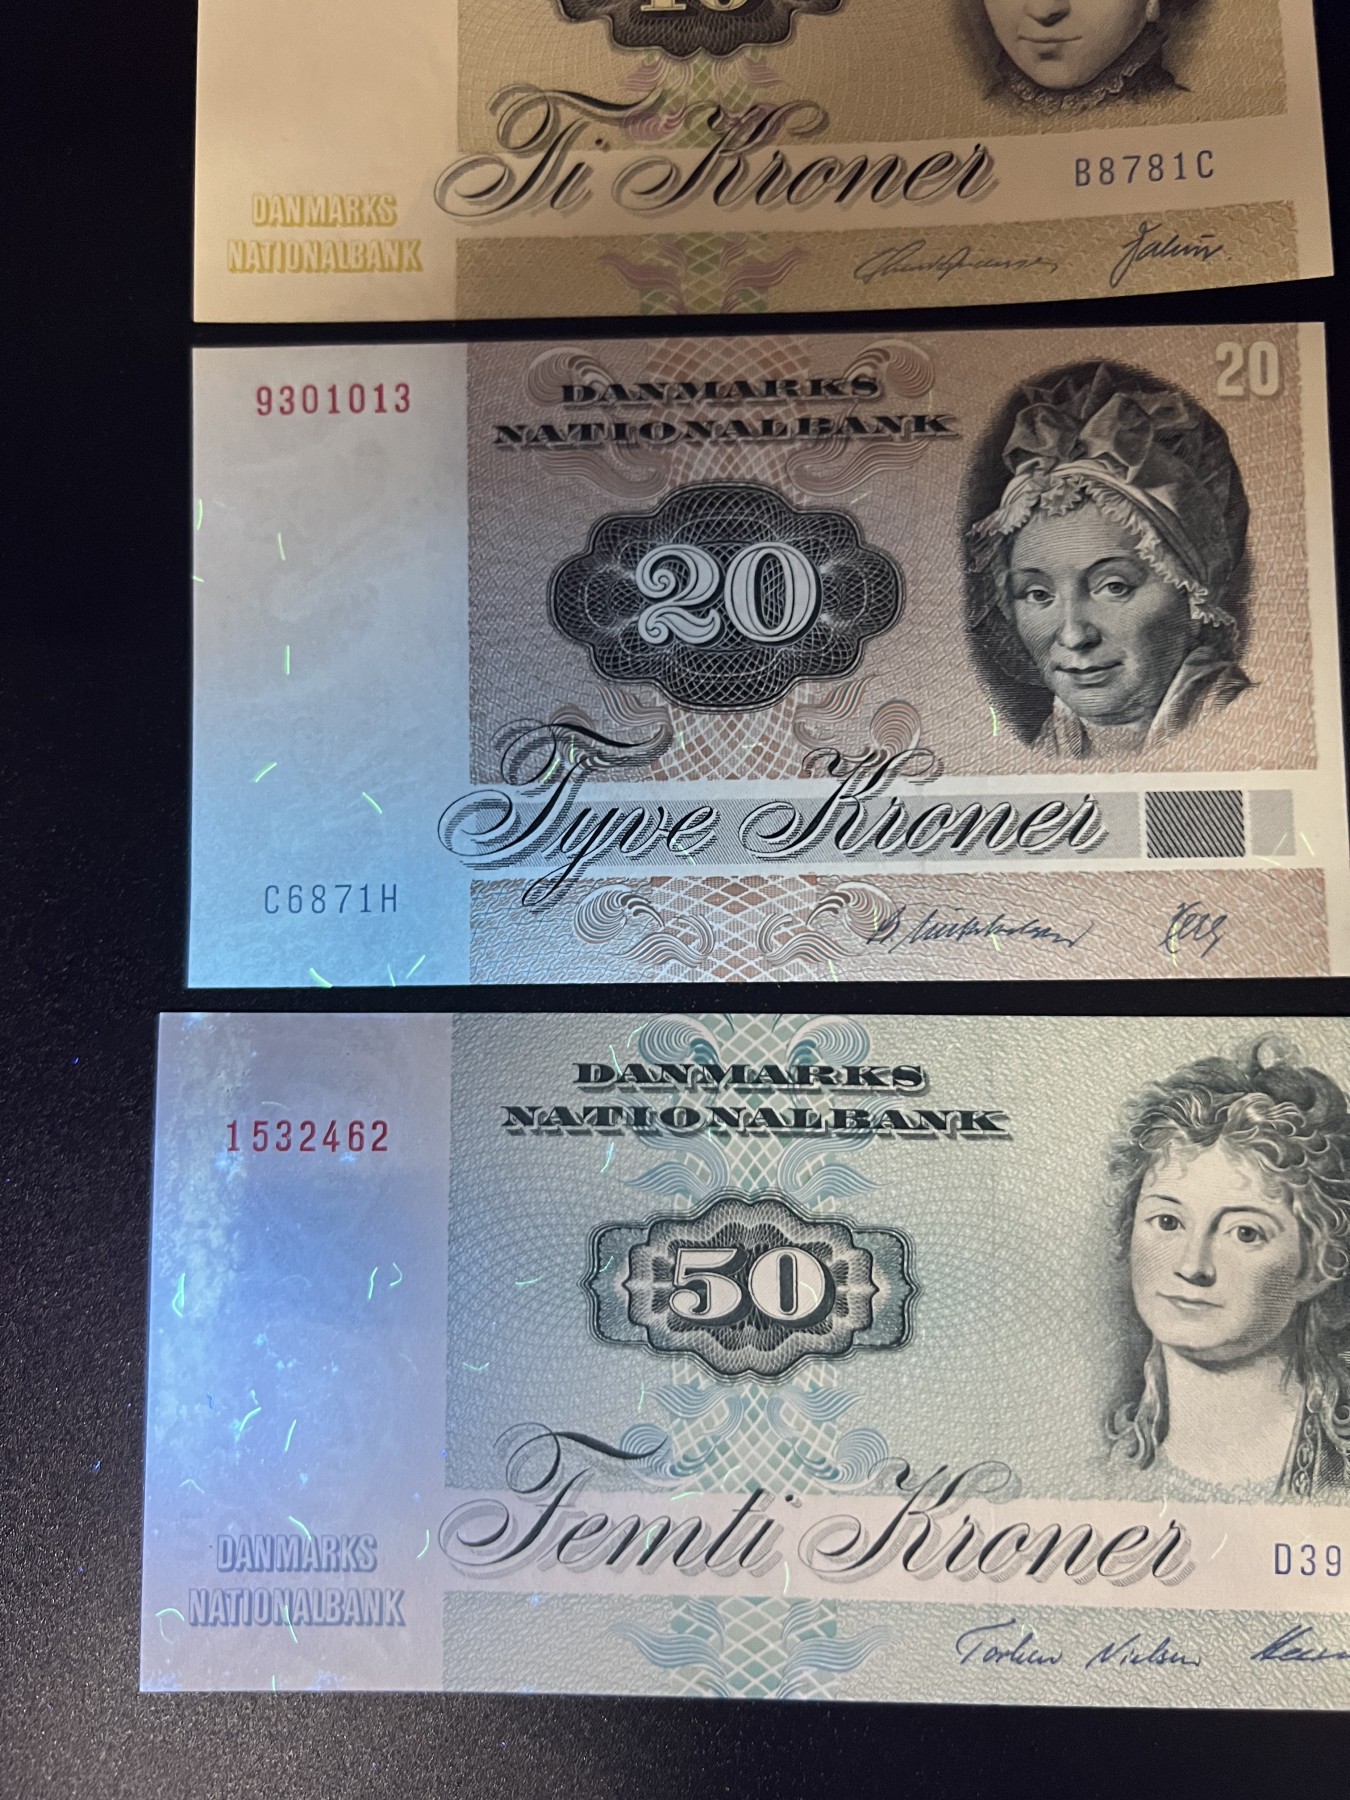 10
Ti Kroner
B8781C
DANMARKS
NATIONALBANK
9301013
DANMARKS
NATIONALBANK
20
20
Tyve Kroner
C6871H
1532462
DANMARKS
NATIONALBANK
50
Femti Kroner
D39
DANMARKS
NATIONALBANK
Torben Nielsen